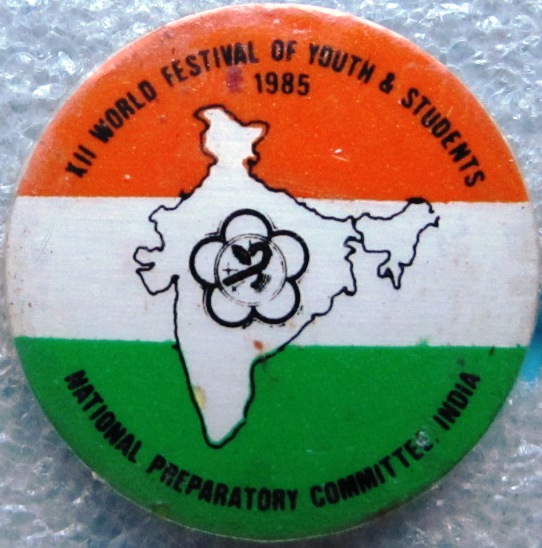 XII WORLD FESTIVAL OF YOUTH & STUDENTS
1985
NATIONAL PREPARATORY COMMITTEE, INDIA